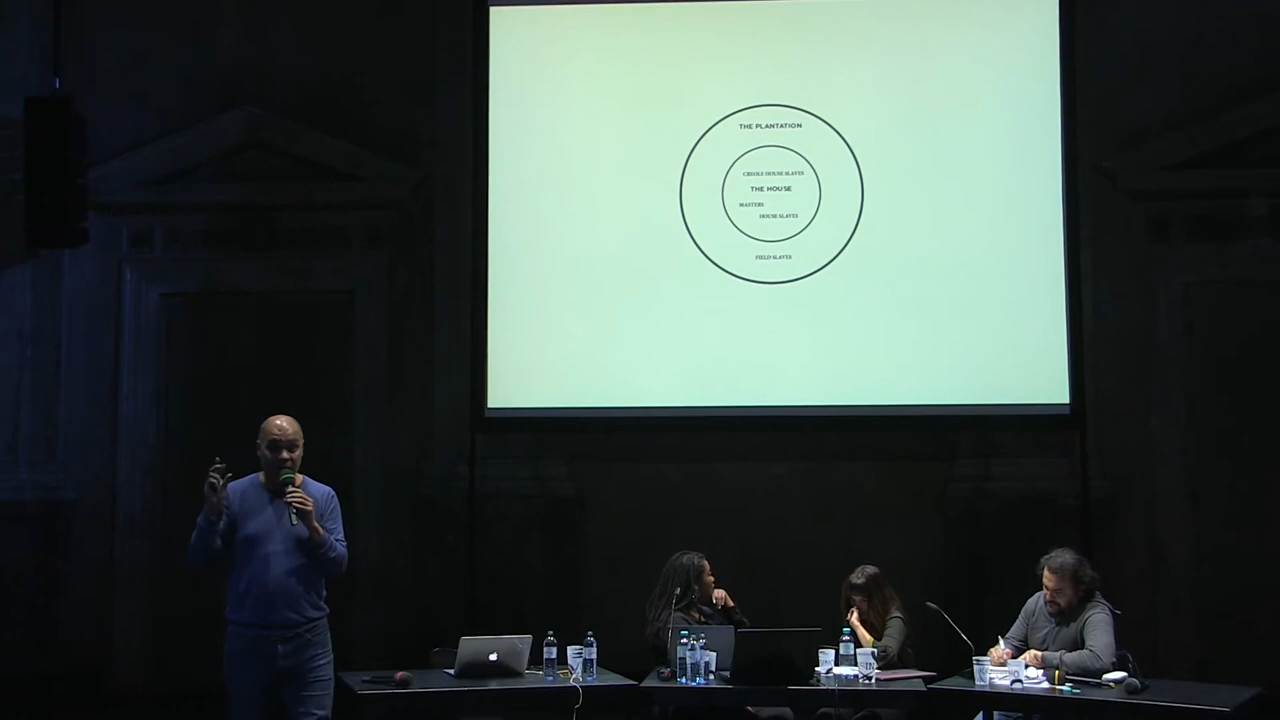 THE PLANTATION
CREOLE HOUSE SLAVES
THE HOUSE
MASTERS
HOUSE SLAVES
FIELD SLAVES